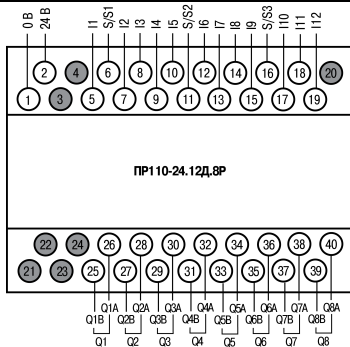 0 В 24 В I1 S/S1 I2 I3 I4 I5 S/S2 I6 I7 I8 I9 S/S3 I10 I11 I12
2 4 6 8 10 12 14 16 18 20
1 3 5 7 9 11 13 15 17 19
ПР110-24.12Д.8Р
22 24 26 28 30 32 34 36 38 40
21 23 25 27 29 31 33 35 37 39
Q1A Q2A Q3A Q4A Q5A Q6A Q7A Q8A
Q1B Q2B Q3B Q4B Q5B Q6B Q7B Q8B
Q1 Q2 Q3 Q4 Q5 Q6 Q7 Q8